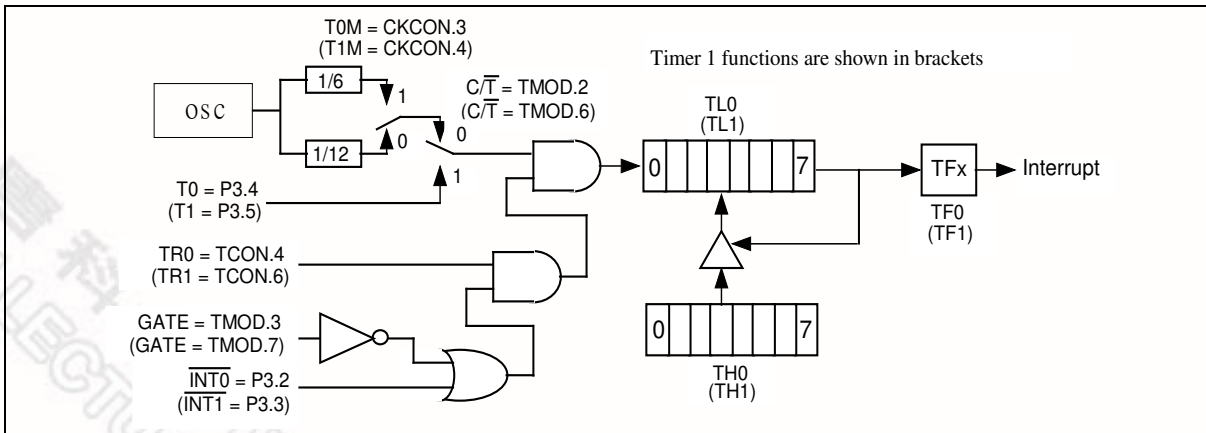 T0M = CKCON.3
(T1M = CKCON.4)
Timer 1 functions are shown in brackets
1/6
OSC
1
0
1/12
C/T̅ = TMOD.2
(C/T̅ = TMOD.6)
0
1
TL0
(TL1)
0
7
TFx
Interrupt
TF0
(TF1)
T0 = P3.4
(T1 = P3.5)
TR0 = TCON.4
(TR1 = TCON.6)
GATE = TMOD.3
(GATE = TMOD.7)
I̅N̅T̅0̅ = P3.2
(I̅N̅T̅1̅ = P3.3)
0
7
TH0
(TH1)